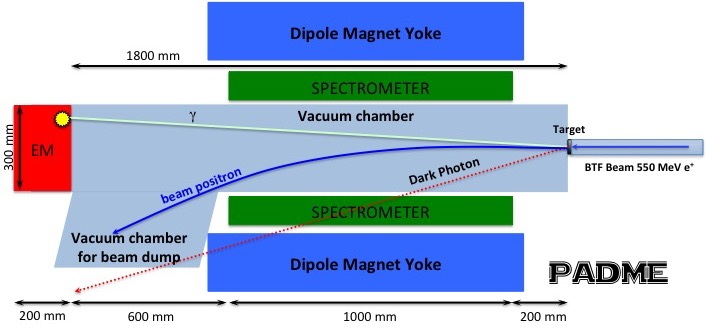 Dipole Magnet Yoke
1800 mm
SPECTROMETER
γ
Vacuum chamber
Target
300 mm
EM
BTF Beam 550 MeV e⁺
beam positron
Dark Photon
SPECTROMETER
Vacuum chamber
for beam dump
Dipole Magnet Yoke
PADME
200 mm
600 mm
1000 mm
200 mm